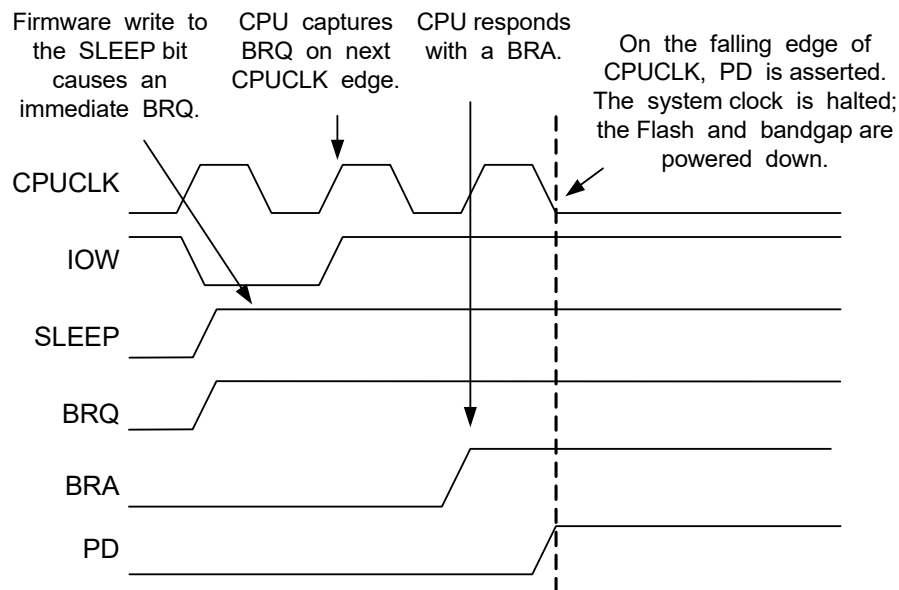 Firmware write to
the SLEEP bit
causes an
immediate BRQ.
CPU captures
BRQ on next
CPUCLK edge.
CPU responds
with a BRA.
On the falling edge of
CPUCLK, PD is asserted.
The system clock is halted;
the Flash and bandgap are
powered down.
CPUCLK
IOW
SLEEP
BRQ
BRA
PD